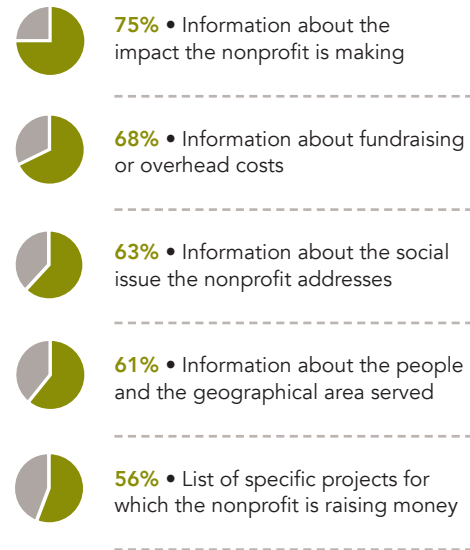 75% • Information about the
impact the nonprofit is making
68% • Information about fundraising
or overhead costs
63% • Information about the social
issue the nonprofit addresses
61% • Information about the people
and the geographical area served
56% • List of specific projects for
which the nonprofit is raising money